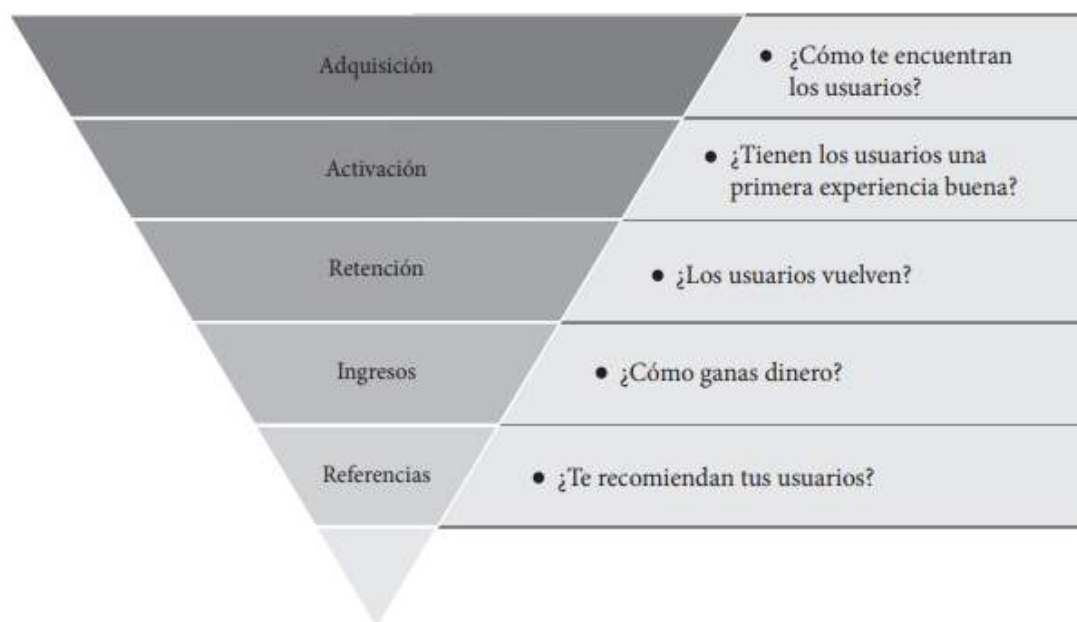 Adquisición
● ¿Cómo te encuentran
los usuarios?
Activación
● ¿Tienen los usuarios una
primera experiencia buena?
Retención
● ¿Los usuarios vuelven?
Ingresos
● ¿Cómo ganas dinero?
Referencias
● ¿Te recomiendan tus usuarios?